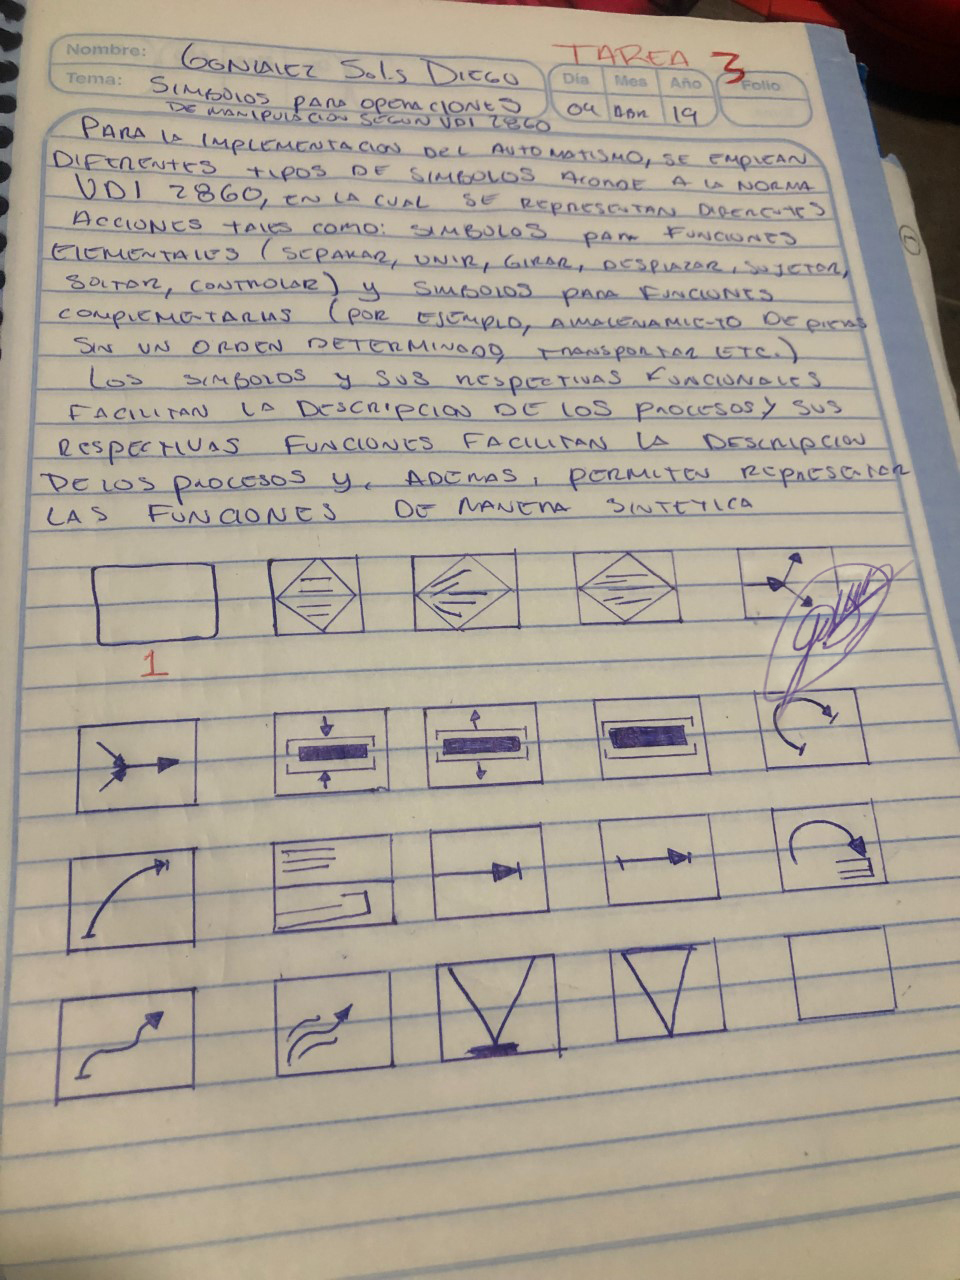 Nombre: GONZALEZ SOLIS DIEGO
TAREA 3
Tema: SIMBOLOS PARA OPERACIONES
DE MANIPULACION SEGUN VDI 2860
Día Mes Año Folio
04 ABR 19
PARA LA IMPLEMENTACION DEL AUTOMATISMO, SE EMPLEAN
DIFERENTES TIPOS DE SIMBOLOS ACORDE A LA NORMA
VDI 2860, EN LA CUAL SE REPRESENTAN DIFERENTES
ACCIONES TALES COMO: SIMBOLOS PARA FUNCIONES
ELEMENTALES (SEPARAR, UNIR, GIRAR, DESPLAZAR, SUJETAR,
SOLTAR, CONTROLAR) Y SIMBOLOS PARA FUNCIONES
COMPLEMENTARIAS (POR EJEMPLO, AMACENAMIENTO DE PIEZAS
SIN UN ORDEN DETERMINADO, TRANSPORTAR ETC.)
LOS SIMBOLOS Y SUS RESPECTIVAS FUNCIONALES
FACILITAN LA DESCRIPCION DE LOS PROCESOS Y SUS
RESPECTIVAS FUNCIONES FACILITAN LA DESCRIPCION
DE LOS PROCESOS Y, ADEMAS, PERMITEN REPRESENTAR
LAS FUNCIONES DE MANERA SINTETICA
1